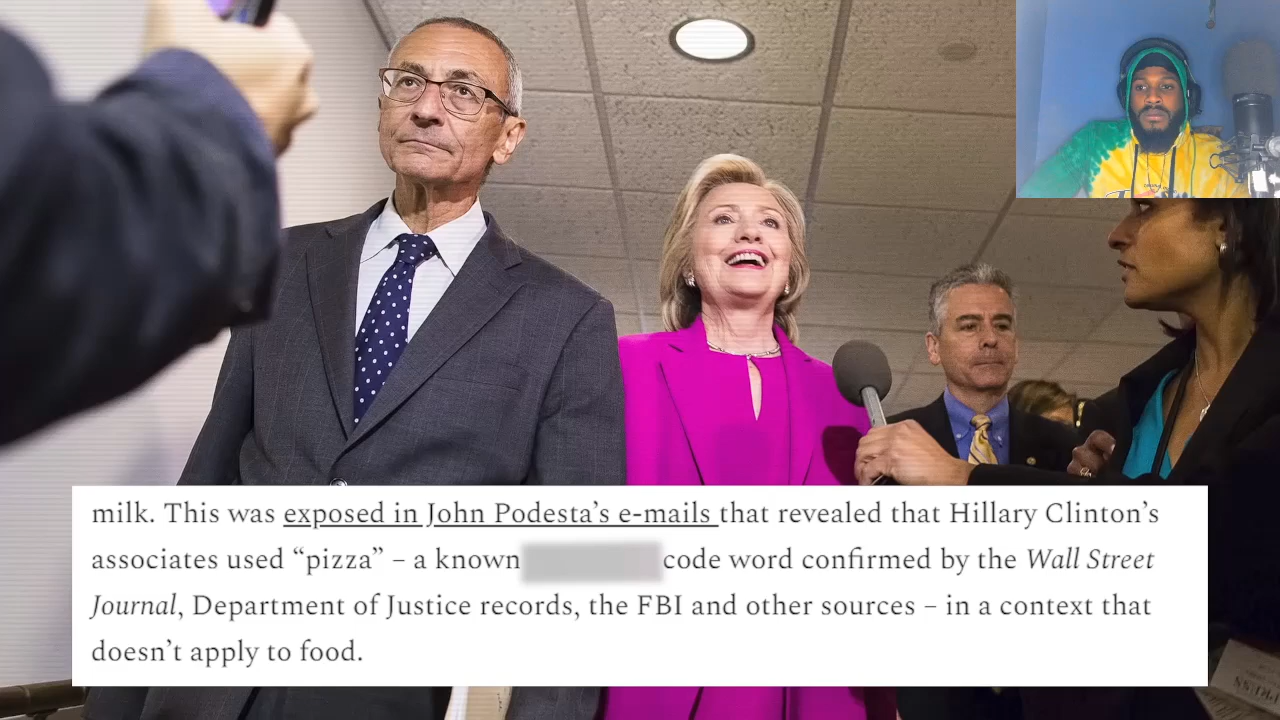 milk. This was exposed in John Podesta’s e-mails that revealed that Hillary Clinton’s
associates used “pizza” – a known code word confirmed by the Wall Street
Journal, Department of Justice records, the FBI and other sources – in a context that
doesn’t apply to food.